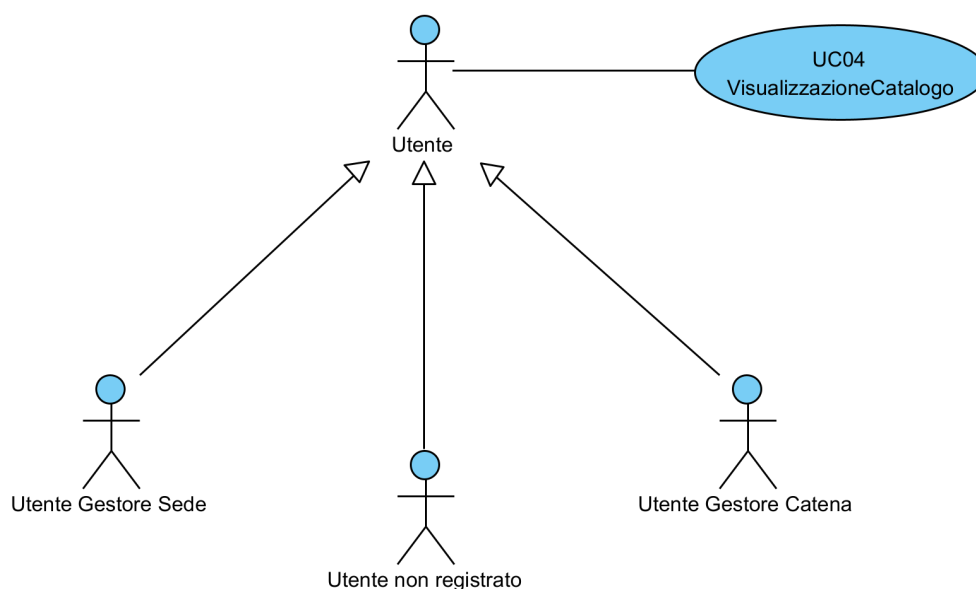 UC04
VisualizzazioneCatalogo
Utente
Utente Gestore Sede
Utente Gestore Catena
Utente non registrato